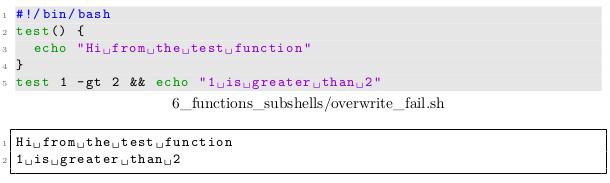 1 #!/bin/bash
2 test() {
3   echo "Hi␣from␣the␣test␣function"
4 }
5 test 1 -gt 2 && echo "1␣is␣greater␣than␣2"
6_functions_subshells/overwrite_fail.sh
1 Hi␣from␣the␣test␣function
2 1␣is␣greater␣than␣2